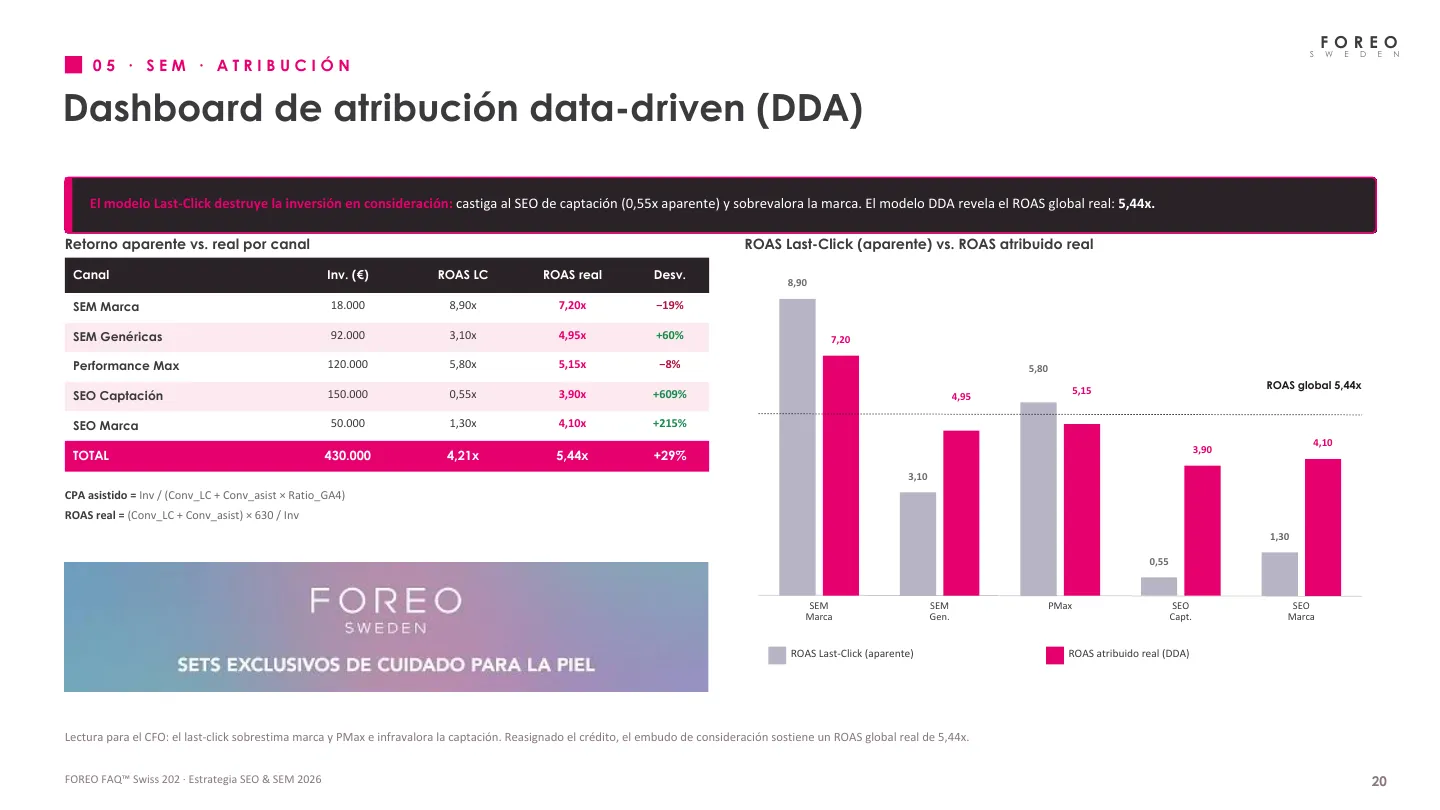 FOREO
SWEDEN
05 · SEM · ATRIBUCIÓN
Dashboard de atribución data-driven (DDA)
El modelo Last-Click destruye la inversión en consideración: castiga al SEO de captación (0,55x aparente) y sobrevalora la marca. El modelo DDA revela el ROAS global real: 5,44x.
Retorno aparente vs. real por canal
Canal Inv. (€) ROAS LC ROAS real Desv.
SEM Marca 18.000 8,90x 7,20x −19%
SEM Genéricas 92.000 3,10x 4,95x +60%
Performance Max 120.000 5,80x 5,15x −8%
SEO Captación 150.000 0,55x 3,90x +609%
SEO Marca 50.000 1,30x 4,10x +215%
TOTAL 430.000 4,21x 5,44x +29%
CPA asistido = Inv / (Conv_LC + Conv_asist × Ratio_GA4)
ROAS real = (Conv_LC + Conv_asist) × 630 / Inv
FOREO
SWEDEN
SETS EXCLUSIVOS DE CUIDADO PARA LA PIEL
ROAS Last-Click (aparente) vs. ROAS atribuido real
8,90
7,20
3,10
4,95
5,80
5,15
0,55
3,90
1,30
4,10
ROAS global 5,44x
SEM
Marca
SEM
Gen.
PMax
SEO
Capt.
SEO
Marca
ROAS Last-Click (aparente)
ROAS atribuido real (DDA)
Lectura para el CFO: el last-click sobrestima marca y PMax e infravalora la captación. Reasignado el crédito, el embudo de consideración sostiene un ROAS global real de 5,44x.
FOREO FAQ™ Swiss 202 · Estrategia SEO & SEM 2026
20